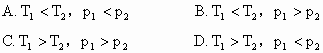 A. T₁＜T₂，p₁＜p₂  B. T₁＜T₂，p₁＞p₂
C. T₁＞T₂，p₁＞p₂  D. T₁＞T₂，p₁＜p₂